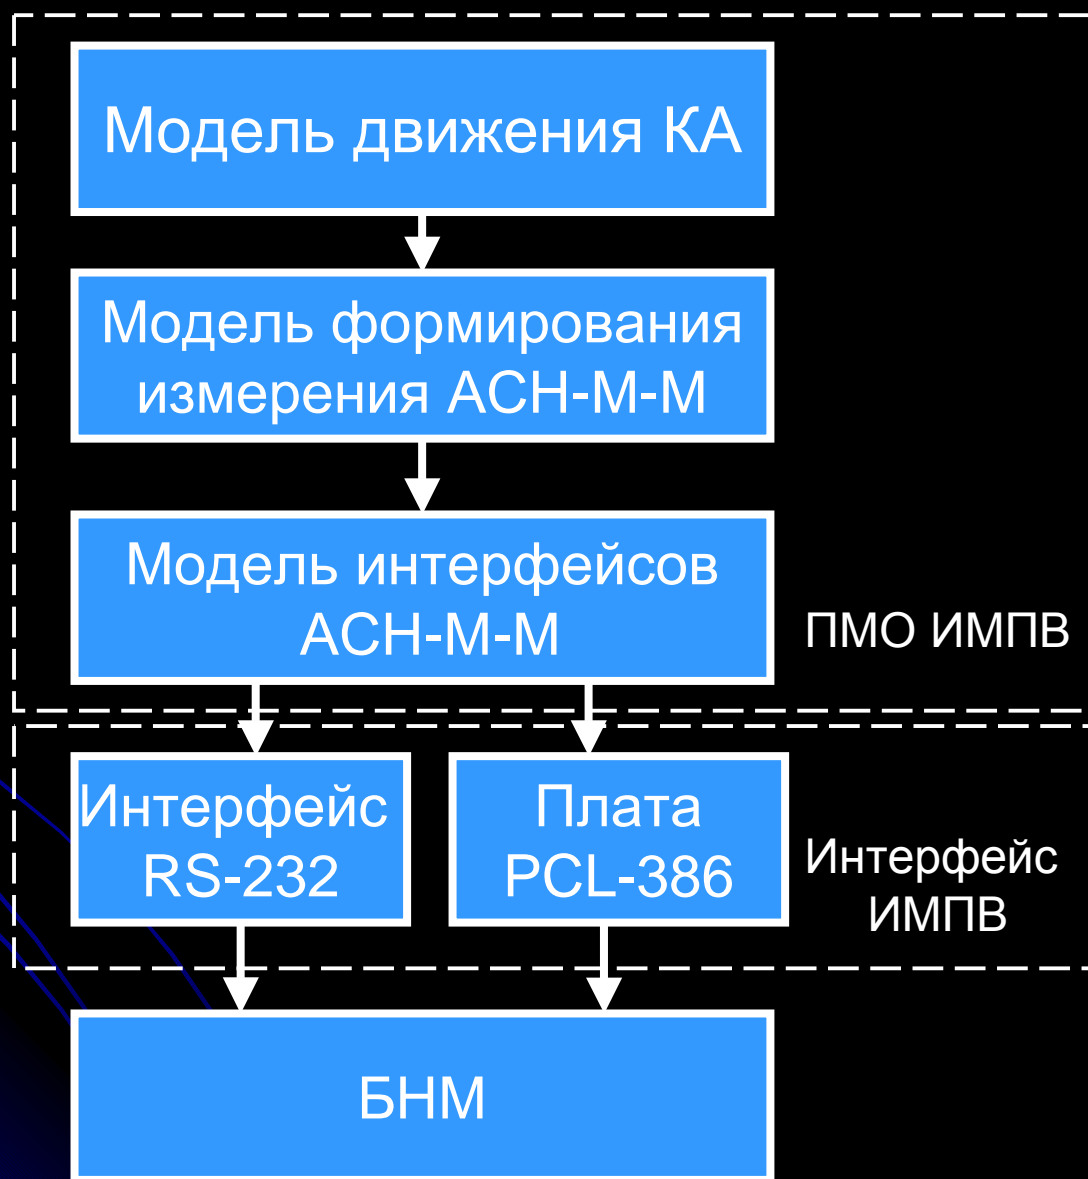 Модель движения КА
Модель формирования
измерения АСН-М-М
Модель интерфейсов
АСН-М-М
ПМО ИМПВ
Интерфейс
RS-232
Плата
PCL-386
Интерфейс
ИМПВ
БНМ